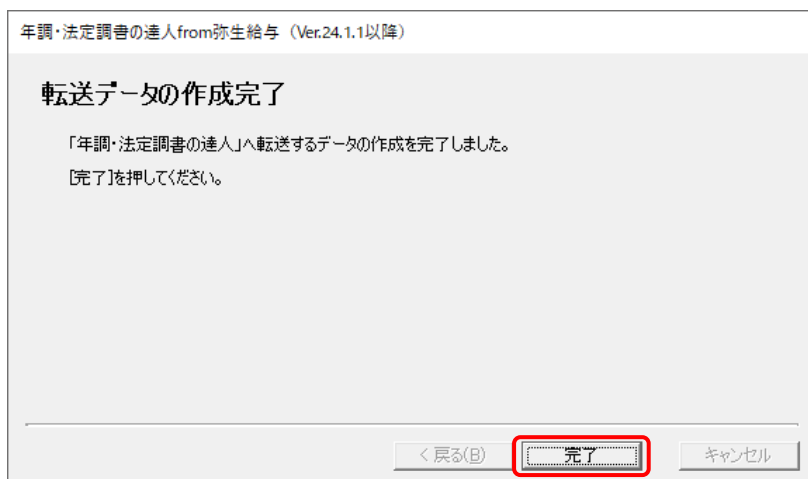 年調・法定調書の達人from弥生給与（Ver.24.1.1以降）
転送データの作成完了
「年調・法定調書の達人」へ転送するデータの作成を完了しました。
[完了]を押してください。
< 戻る(B)
完了
キャンセル